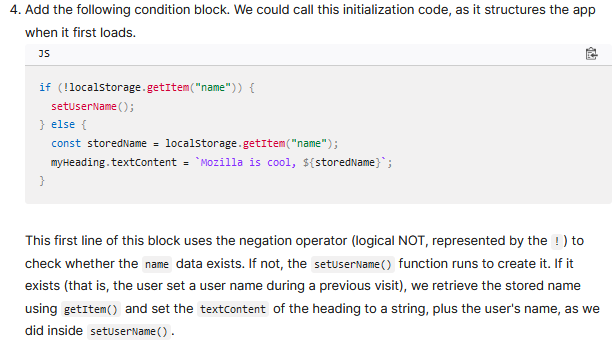 4. Add the following condition block. We could call this initialization code, as it structures the app
when it first loads.
JS
if (!localStorage.getItem("name")) {
  setUserName();
} else {
  const storedName = localStorage.getItem("name");
  myHeading.textContent = `Mozilla is cool, ${storedName}`;
}
This first line of this block uses the negation operator (logical NOT, represented by the ! ) to
check whether the name data exists. If not, the setUserName() function runs to create it. If it
exists (that is, the user set a user name during a previous visit), we retrieve the stored name
using getItem() and set the textContent of the heading to a string, plus the user's name, as we
did inside setUserName() .